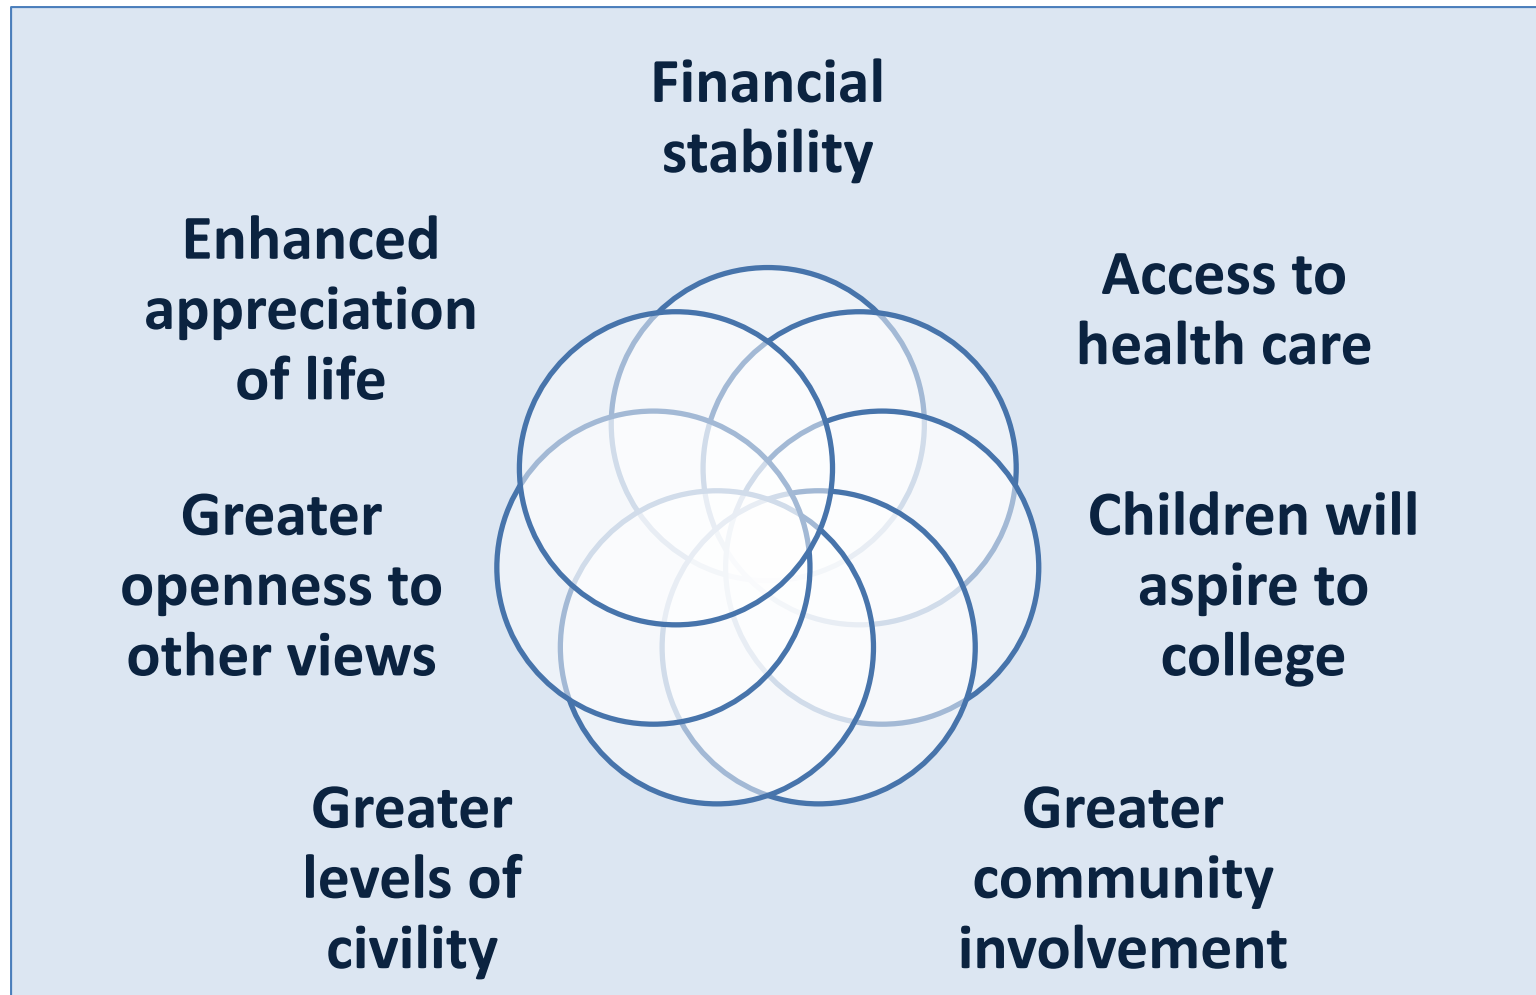 Financial
stability
Access to
health care
Children will
aspire to
college
Greater
community
involvement
Greater
levels of
civility
Greater
openness to
other views
Enhanced
appreciation
of life